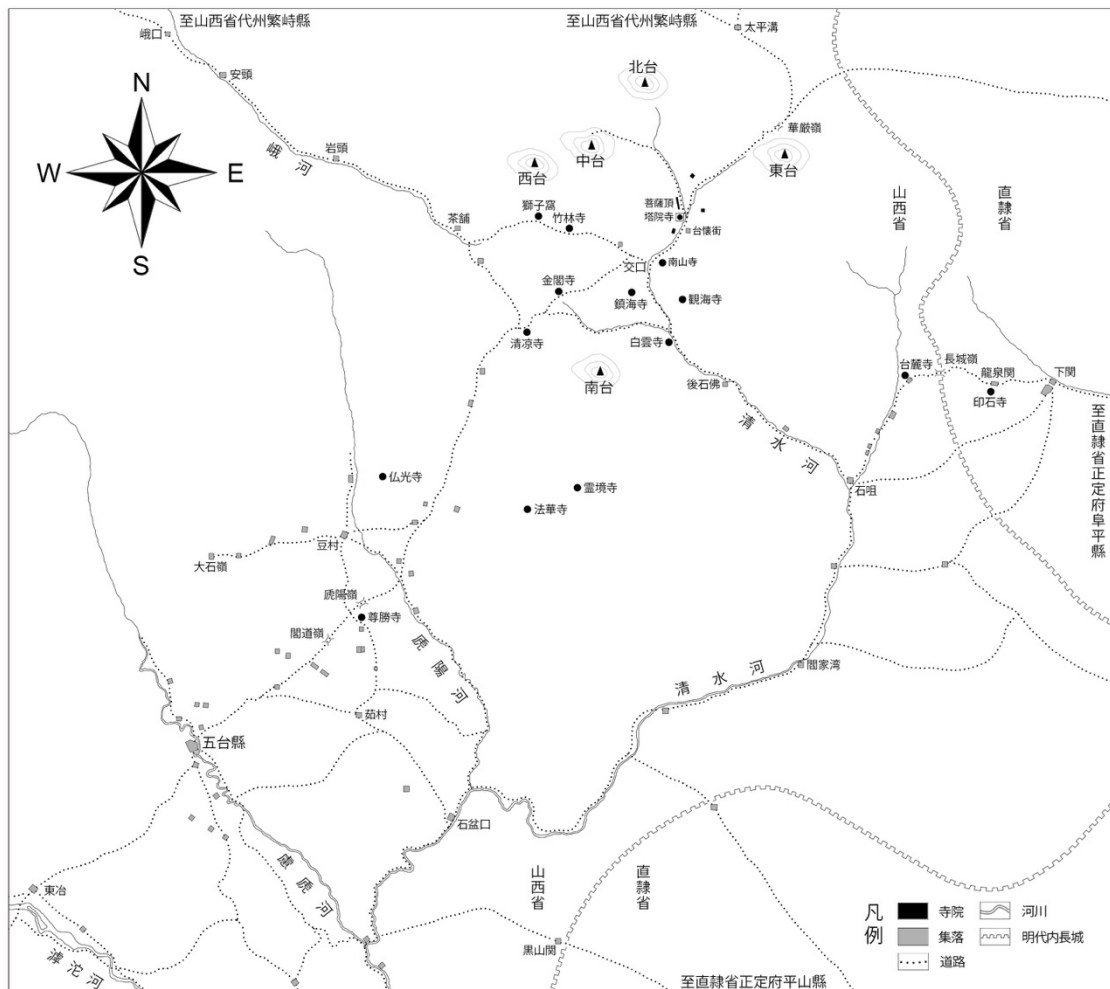 至山西省代州繁峙縣
至山西省代州繁峙縣
太平溝
峨口
安頭
北台
N
W
E
S
華厳嶺
中台
東台
岩頭
西台
峨河
山西省
直隷省
獅子窩
竹林寺
菩薩頂
塔院寺
台懐街
茶舗
交口
南山寺
金閣寺
鎮海寺
観海寺
清凉寺
白雲寺
台麓寺
長城嶺
龍泉関
下関
印石寺
南台
後石佛
清水河
至直隷省正定府阜平縣
仏光寺
霊境寺
石咀
法華寺
豆村
大石嶺
虒陽嶺
尊勝寺
閣道嶺
虒陽河
清水河
閻家湾
茹村
五台縣
石盆口
慮虒河
東冶
滹沱河
山西省
直隷省
黒山関
至直隷省正定府平山縣
凡例
寺院
河川
集落
明代内長城
道路